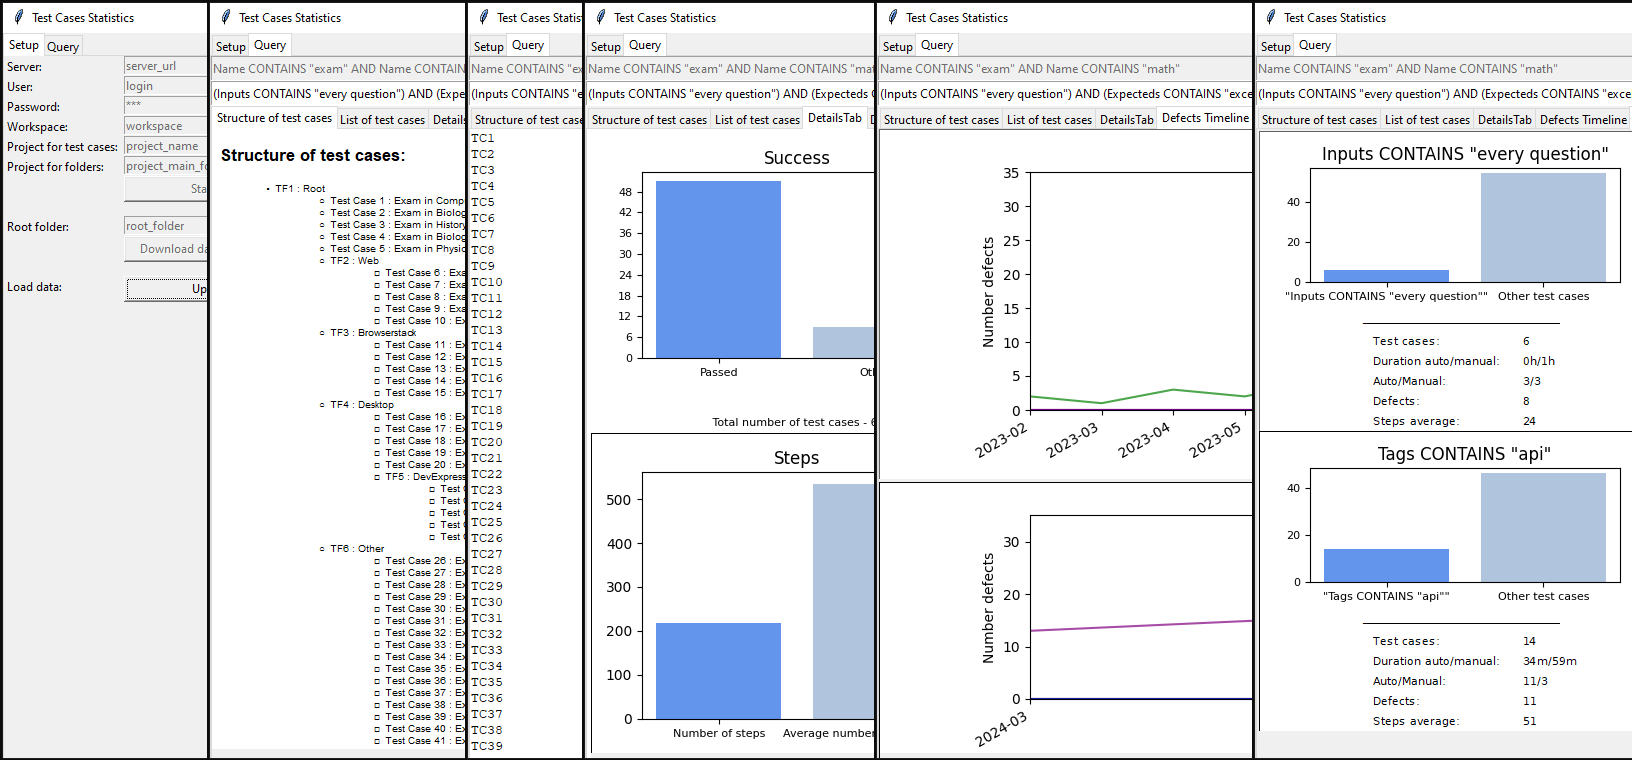 Test Cases Statistics
Setup Query
Server: server_url
User: login
Password: ***
Workspace: workspace
Project for test cases: project_name
Project for folders: project_main_fo
Sta
Root folder: root_folder
Download da
Load data: Up
Test Cases Statistics
Setup Query
Name CONTAINS "exam" AND Name CONTAIN
(Inputs CONTAINS "every question") AND (Expe
Structure of test cases List of test cases Details
Structure of test cases:
TF1 : Root
Test Case 1 : Exam in Comp
Test Case 2 : Exam in Biolog
Test Case 3 : Exam in History
Test Case 4 : Exam in Biolog
Test Case 5 : Exam in Physic
TF2 : Web
Test Case 6 : Exa
Test Case 7 : Exa
Test Case 8 : Exa
Test Case 9 : Exa
Test Case 10 : Ex
TF3 : Browserstack
Test Case 11 : Ex
Test Case 12 : Ex
Test Case 13 : Ex
Test Case 14 : Ex
Test Case 15 : Ex
TF4 : Desktop
Test Case 16 : Ex
Test Case 17 : Ex
Test Case 18 : Ex
Test Case 19 : Ex
Test Case 20 : Ex
TF5 : DevExpress
Test C
Test C
Test C
Test C
Test C
TF6 : Other
Test Case 26 : Ex
Test Case 27 : Ex
Test Case 28 : Ex
Test Case 29 : Ex
Test Case 30 : Ex
Test Case 31 : Ex
Test Case 32 : Ex
Test Case 33 : Ex
Test Case 34 : Ex
Test Case 35 : Ex
Test Case 36 : Ex
Test Case 37 : Ex
Test Case 38 : Ex
Test Case 39 : Ex
Test Case 40 : Ex
Test Case 41 : Ex
Test Cases Statis
Setup Query
Name CONTAINS "ex
(Inputs CONTAINS "e
Structure of test case
TC1
TC2
TC3
TC4
TC5
TC6
TC7
TC8
TC9
TC10
TC11
TC12
TC13
TC14
TC15
TC16
TC17
TC18
TC19
TC20
TC21
TC22
TC23
TC24
TC25
TC26
TC27
TC28
TC29
TC30
TC31
TC32
TC33
TC34
TC35
TC36
TC37
TC38
TC39
Test Cases Statistics
Setup Query
Name CONTAINS "exam" AND Name CONTAINS "mat
(Inputs CONTAINS "every question") AND (Expecteds C
Structure of test cases List of test cases DetailsTab D
Success
48
42
36
30
24
18
12
6
0
Passed Oth
Total number of test cases - 6
Steps
500
400
300
200
100
0
Number of steps Average number
Test Cases Statistics
Setup Query
Name CONTAINS "exam" AND Name CONTAINS "math"
(Inputs CONTAINS "every question") AND (Expecteds CONTAINS "exce
Structure of test cases List of test cases DetailsTab Defects Timeline
35
30
25
20
15
10
5
0
Number defects
2023-02 2023-03 2023-04 2023-05
30
20
10
0
Number defects
2024-03
Test Cases Statistics
Setup Query
Name CONTAINS "exam" AND Name CONTAINS "math"
(Inputs CONTAINS "every question") AND (Expecteds CONTAINS "exce
Structure of test cases List of test cases DetailsTab Defects Timeline
Inputs CONTAINS "every question"
40
20
0
"Inputs CONTAINS "every question"" Other test cases
Test cases: 6
Duration auto/manual: 0h/1h
Auto/Manual: 3/3
Defects: 8
Steps average: 24
Tags CONTAINS "api"
40
20
0
"Tags CONTAINS "api"" Other test cases
Test cases: 14
Duration auto/manual: 34m/59m
Auto/Manual: 11/3
Defects: 11
Steps average: 51